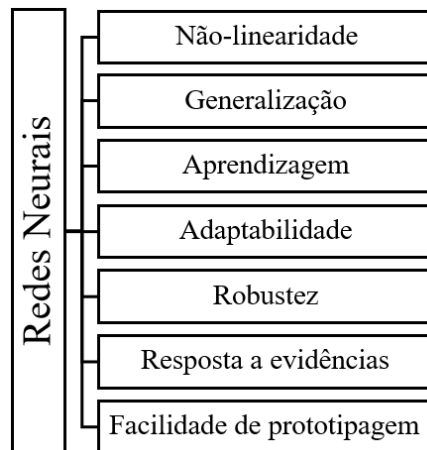 Redes Neurais
Não-linearidade
Generalização
Aprendizagem
Adaptabilidade
Robustez
Resposta a evidências
Facilidade de prototipagem